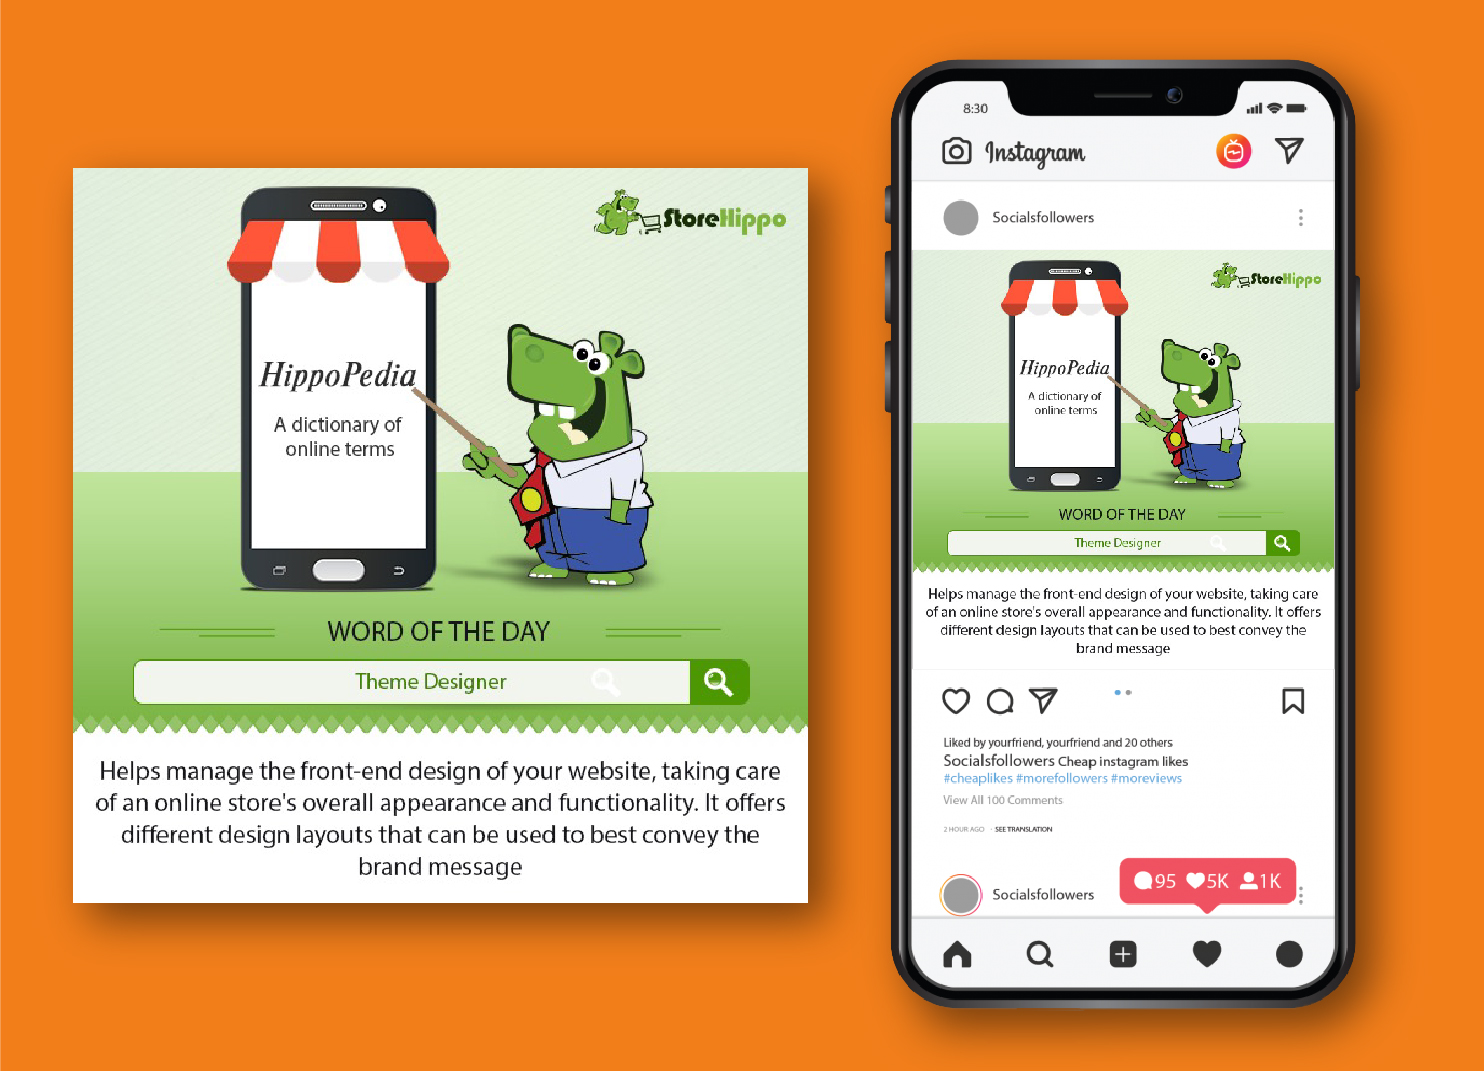 StoreHippo
HippoPedia
A dictionary of
online terms
WORD OF THE DAY
Theme Designer
Helps manage the front-end design of your website, taking care
of an online store's overall appearance and functionality. It offers
different design layouts that can be used to best convey the
brand message
8:30
Instagram
Socialsfollowers
StoreHippo
HippoPedia
A dictionary of
online terms
WORD OF THE DAY
Theme Designer
Helps manage the front-end design of your website, taking care
of an online store's overall appearance and functionality. It offers
different design layouts that can be used to best convey the
brand message
Liked by yourfriend, yourfriend and 20 others
Socialsfollowers Cheap instagram likes
#cheaplikes #morefollowers #moreviews
View All 100 Comments
2 HOUR AGO · SEE TRANSLATION
95 5K 1K
Socialsfollowers